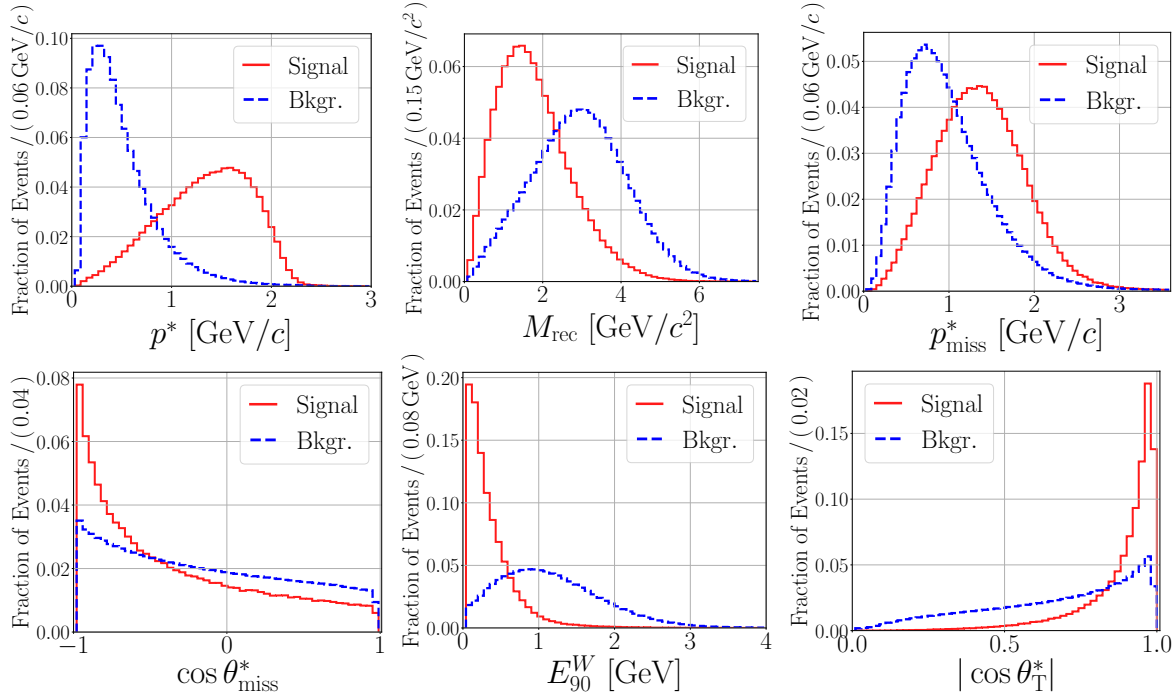 Fraction of Events / ( 0.06 GeV/c )
0.10
0.08
0.06
0.04
0.02
0.00
Signal
Bkgr.
0 1 2 3
p* [GeV/c]
Fraction of Events / ( 0.15 GeV/c² )
0.06
0.04
0.02
0.00
Signal
Bkgr.
0 2 4 6
M_rec [GeV/c²]
Fraction of Events / ( 0.06 GeV/c )
0.05
0.04
0.03
0.02
0.01
0.00
Signal
Bkgr.
0 1 2 3
p*_miss [GeV/c]
Fraction of Events / ( 0.04 )
0.08
0.06
0.04
0.02
0.00
Signal
Bkgr.
−1 0 1
cos θ*_miss
Fraction of Events / ( 0.08 GeV )
0.20
0.15
0.10
0.05
0.00
Signal
Bkgr.
0 1 2 3 4
E^W_90 [GeV]
Fraction of Events / ( 0.02 )
0.15
0.10
0.05
0.00
Signal
Bkgr.
0.0 0.5 1.0
| cos θ*_T|